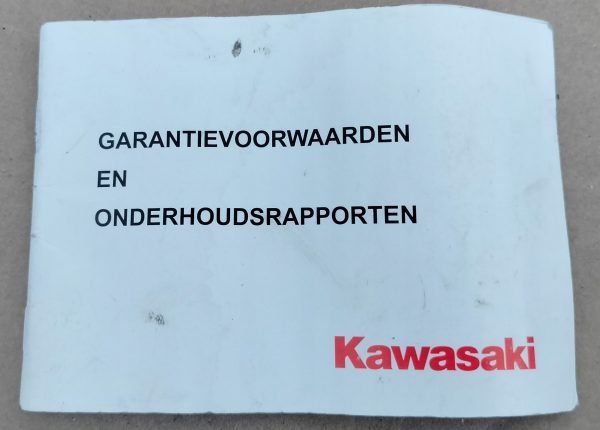 GARANTIEVOORWAARDEN
EN
ONDERHOUDSRAPPORTEN
Kawasaki